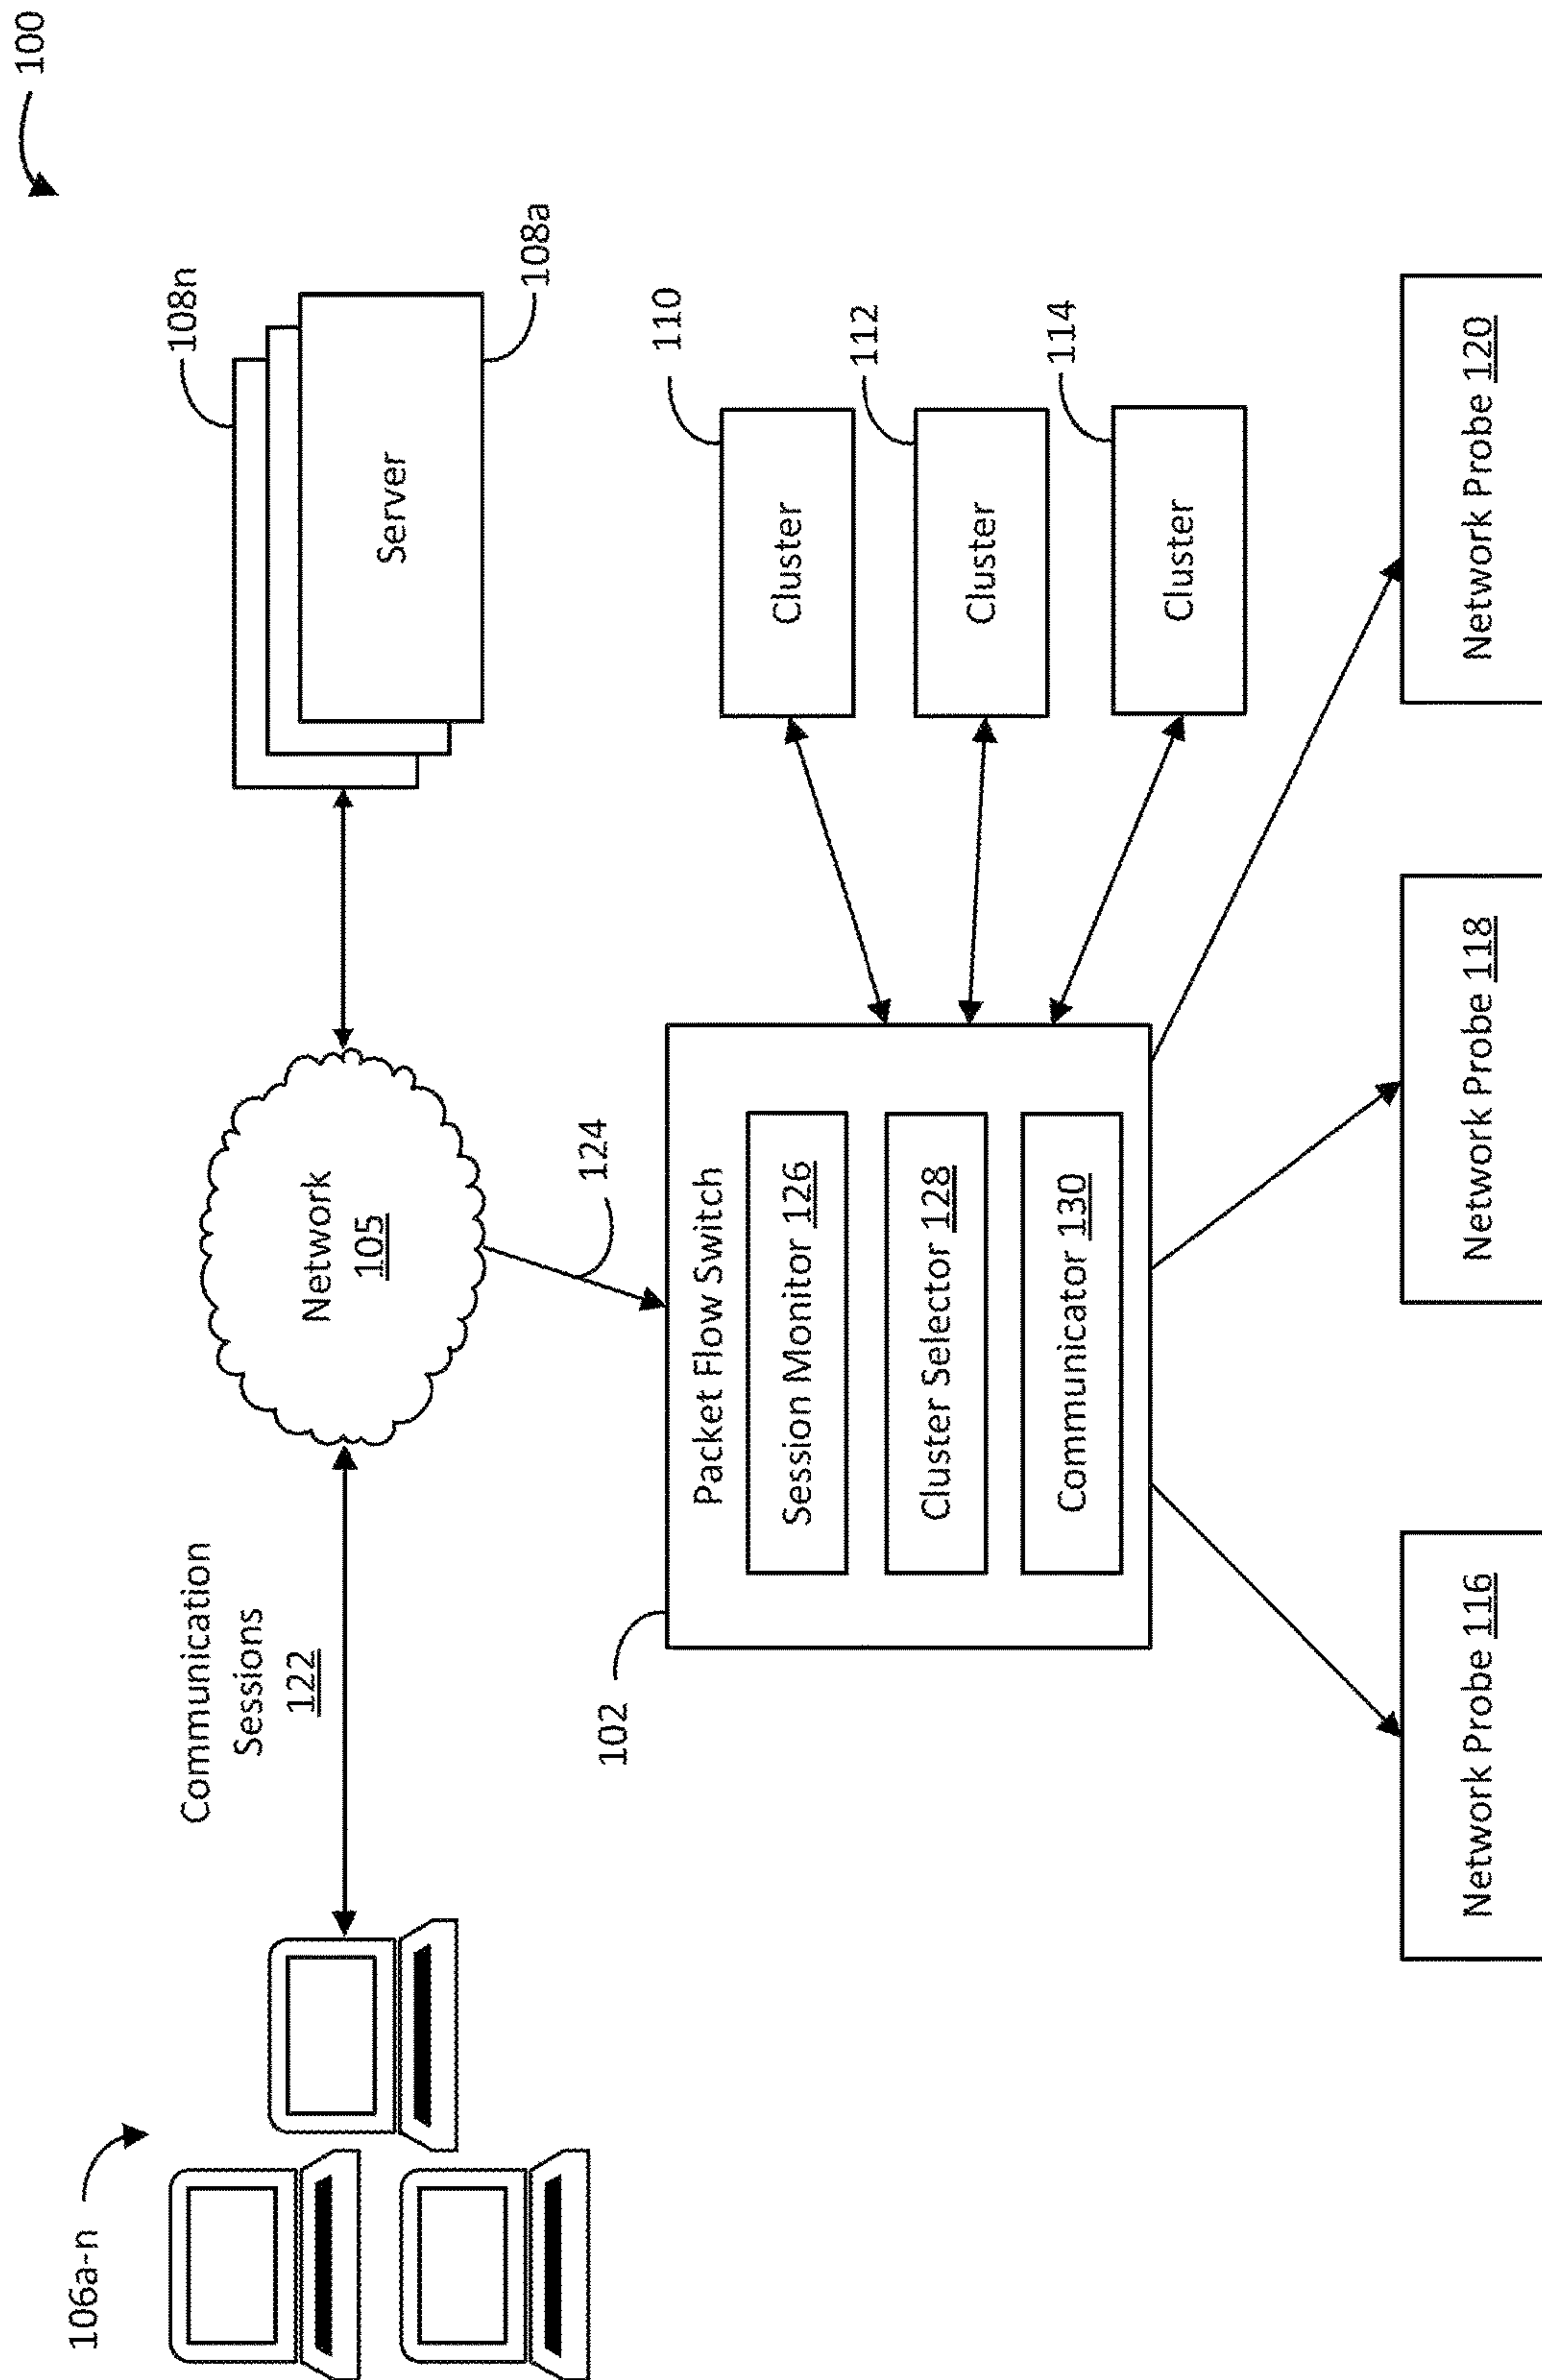 100
106a-n
Communication
Sessions
122
Network
105
108n
Server
108a
124
102
Packet Flow Switch
Session Monitor 126
Cluster Selector 128
Communicator 130
110
Cluster
112
Cluster
114
Cluster
Network Probe 116
Network Probe 118
Network Probe 120